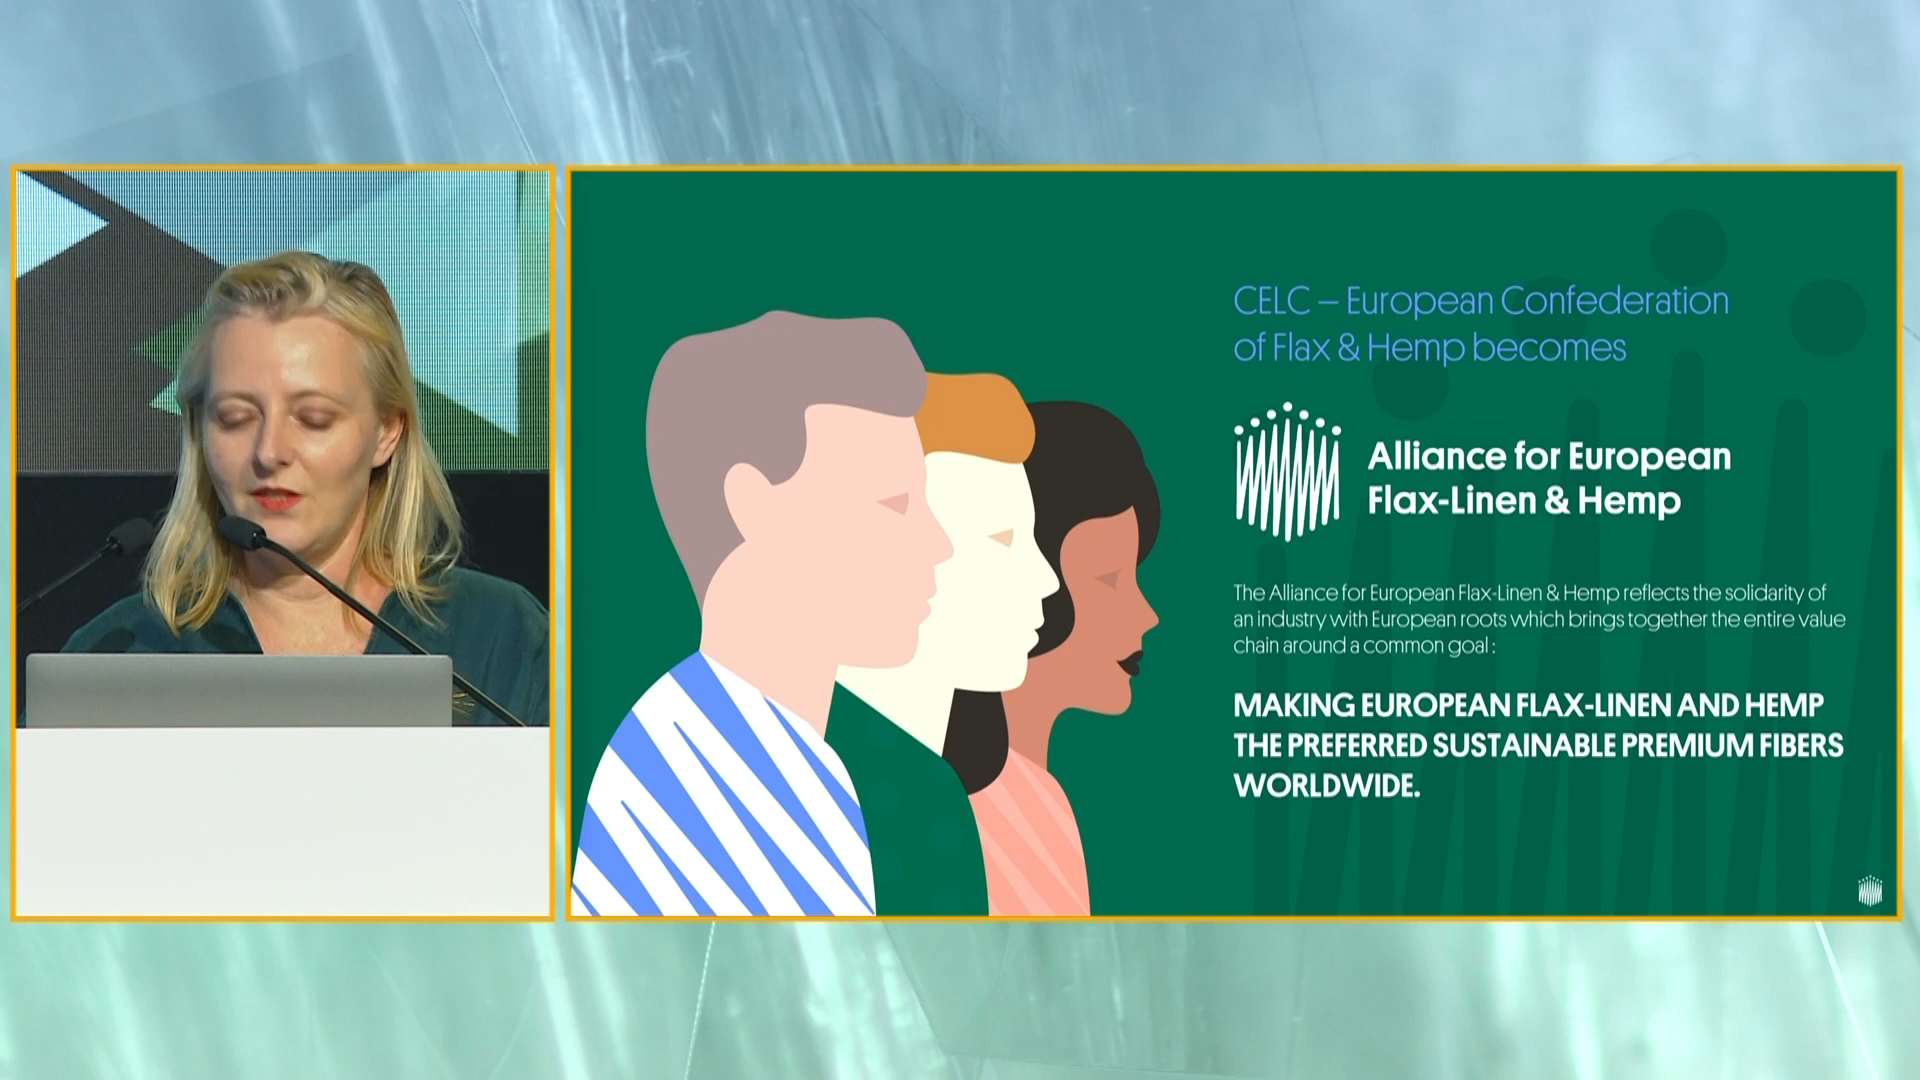 CELC – European Confederation
of Flax & Hemp becomes
Alliance for European
Flax-Linen & Hemp
The Alliance for European Flax-Linen & Hemp reflects the solidarity of
an industry with European roots which brings together the entire value
chain around a common goal :
MAKING EUROPEAN FLAX-LINEN AND HEMP
THE PREFERRED SUSTAINABLE PREMIUM FIBERS
WORLDWIDE.